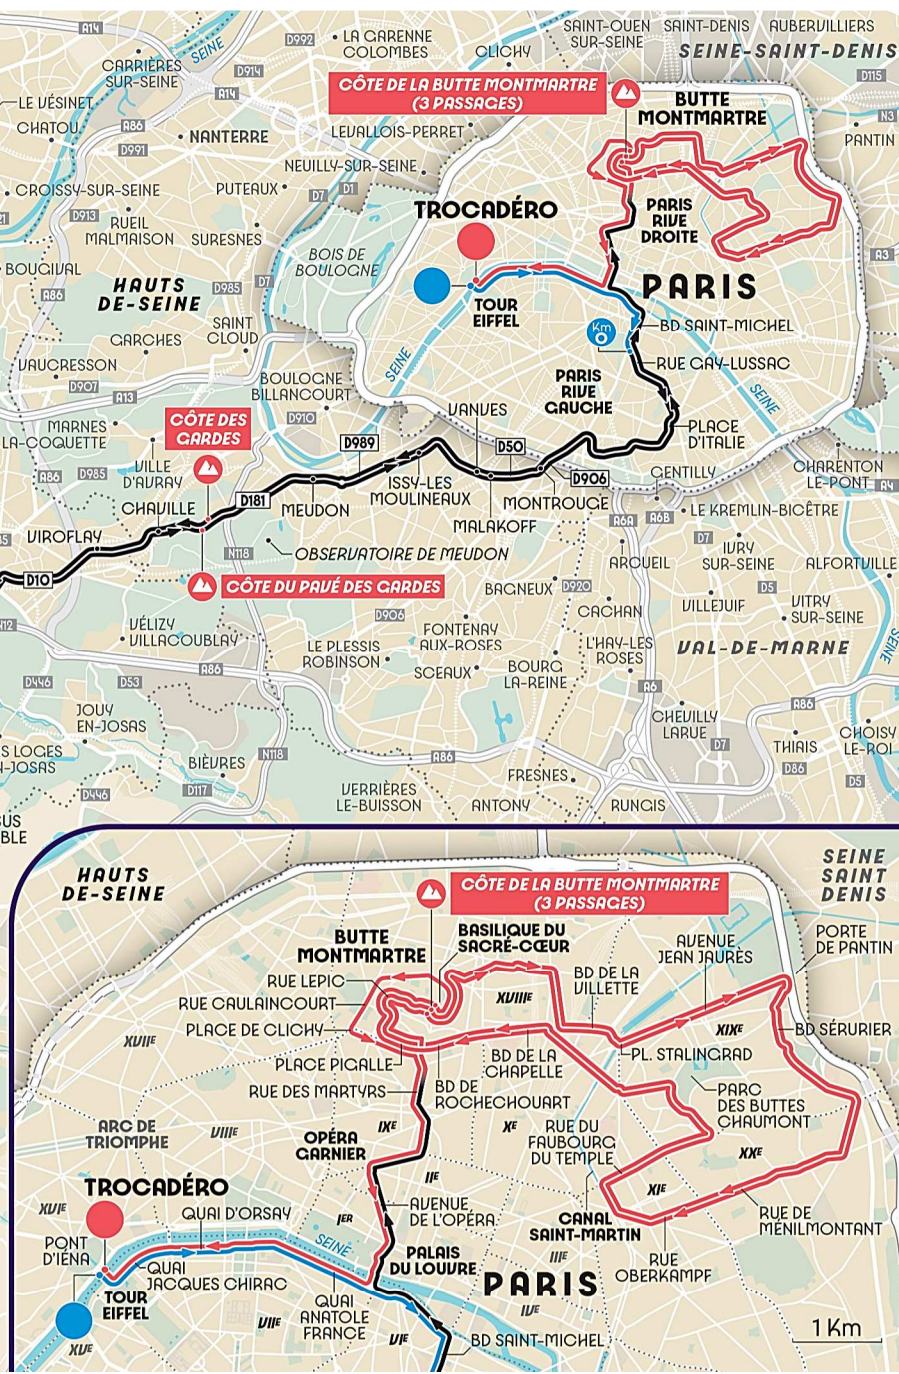 A14
SEINE
D992
LA GARENNE
COLOMBES
CLICHY
SAINT-OUEN
SUR-SEINE
SAINT-DENIS
AUBERVILLIERS
SEINE-SAINT-DENIS
CARRIÈRES
SUR-SEINE
D914
A14
CÔTE DE LA BUTTE MONTMARTRE
(3 PASSAGES)
D115
LE VÉSINET
CHATOU
A86
D991
NANTERRE
LEVALLOIS-PERRET
BUTTE
MONTMARTRE
N3
PANTIN
NEUILLY-SUR-SEINE
CROISSY-SUR-SEINE
PUTEAUX
D7
D1
D913
RUEIL
MALMAISON
SURESNES
TROCADÉRO
PARIS
RIVE
DROITE
BOUGIVAL
BOIS DE
BOULOGNE
A3
A86
HAUTS
DE-SEINE
D985
D7
TOUR
EIFFEL
PARIS
SAINT
CLOUD
GARCHES
Km
0
BD SAINT-MICHEL
VAUCRESSON
SEINE
RUE GAY-LUSSAC
D907
A13
BOULOGNE
BILLANCOURT
PARIS
RIVE
GAUCHE
SEINE
CÔTE DES
GARDES
D910
VANVES
MARNES
LA-COQUETTE
PLACE
D'ITALIE
D989
D50
A86
D985
VILLE
D'AVRAY
D906
GENTILLY
CHARENTON
LE-PONT
A4
ISSY-LES
MOULINEAUX
D181
MEUDON
MONTROUGE
CHAVILLE
MALAKOFF
A6A
A6B
LE KREMLIN-BICÊTRE
VIROFLAY
N118
OBSERVATOIRE DE MEUDON
D7
IVRY
SUR-SEINE
ARCUEIL
ALFORTVILLE
D10
CÔTE DU PAVÉ DES GARDES
BAGNEUX
D920
D5
CACHAN
VILLEJUIF
VITRY
SUR-SEINE
D906
N12
VÉLIZY
VILLACOUBLAY
FONTENAY
AUX-ROSES
LE PLESSIS
ROBINSON
L'HAY-LES
ROSES
VAL-DE-MARNE
SEINE
A86
SCEAUX
BOURG
LA-REINE
D446
D53
A6
JOUY
EN-JOSAS
CHEVILLY
LARUE
A86
CHOISY
LE-ROI
D7
THIAIS
S LOGES
N-JOSAS
N118
A86
BIÈVRES
D86
FRESNES
D5
D446
D117
VERRIÈRES
LE-BUISSON
ANTONY
RUNGIS
US
BLE
HAUTS
DE-SEINE
SEINE
SAINT
DENIS
CÔTE DE LA BUTTE MONTMARTRE
(3 PASSAGES)
BUTTE
MONTMARTRE
BASILIQUE DU
SACRÉ-CŒUR
AVENUE
JEAN JAURÈS
PORTE
DE PANTIN
RUE LEPIC
BD DE LA
VILLETTE
RUE CAULAINCOURT
XVIIIE
PLACE DE CLICHY
XIXE
BD SÉRURIER
XVIIE
PLACE PIGALLE
BD DE LA
CHAPELLE
PL. STALINGRAD
RUE DES MARTYRS
BD DE
ROCHECHOUART
PARC
DES BUTTES
CHAUMONT
ARC DE
TRIOMPHE
VIIIE
IXE
XE
RUE DU
FAUBOURG
DU TEMPLE
OPÉRA
GARNIER
XXE
TROCADÉRO
IIE
XIE
XVIE
QUAI D'ORSAY
IER
AVENUE
DE L'OPÉRA
CANAL
SAINT-MARTIN
RUE DE
MÉNILMONTANT
PONT
D'IÉNA
SEINE
PALAIS
DU LOUVRE
IIIE
RUE
OBERKAMPF
QUAI
JACQUES CHIRAC
TOUR
EIFFEL
PARIS
QUAI
ANATOLE
FRANCE
VIIE
IVE
VIE
BD SAINT-MICHEL
XVE
1 Km